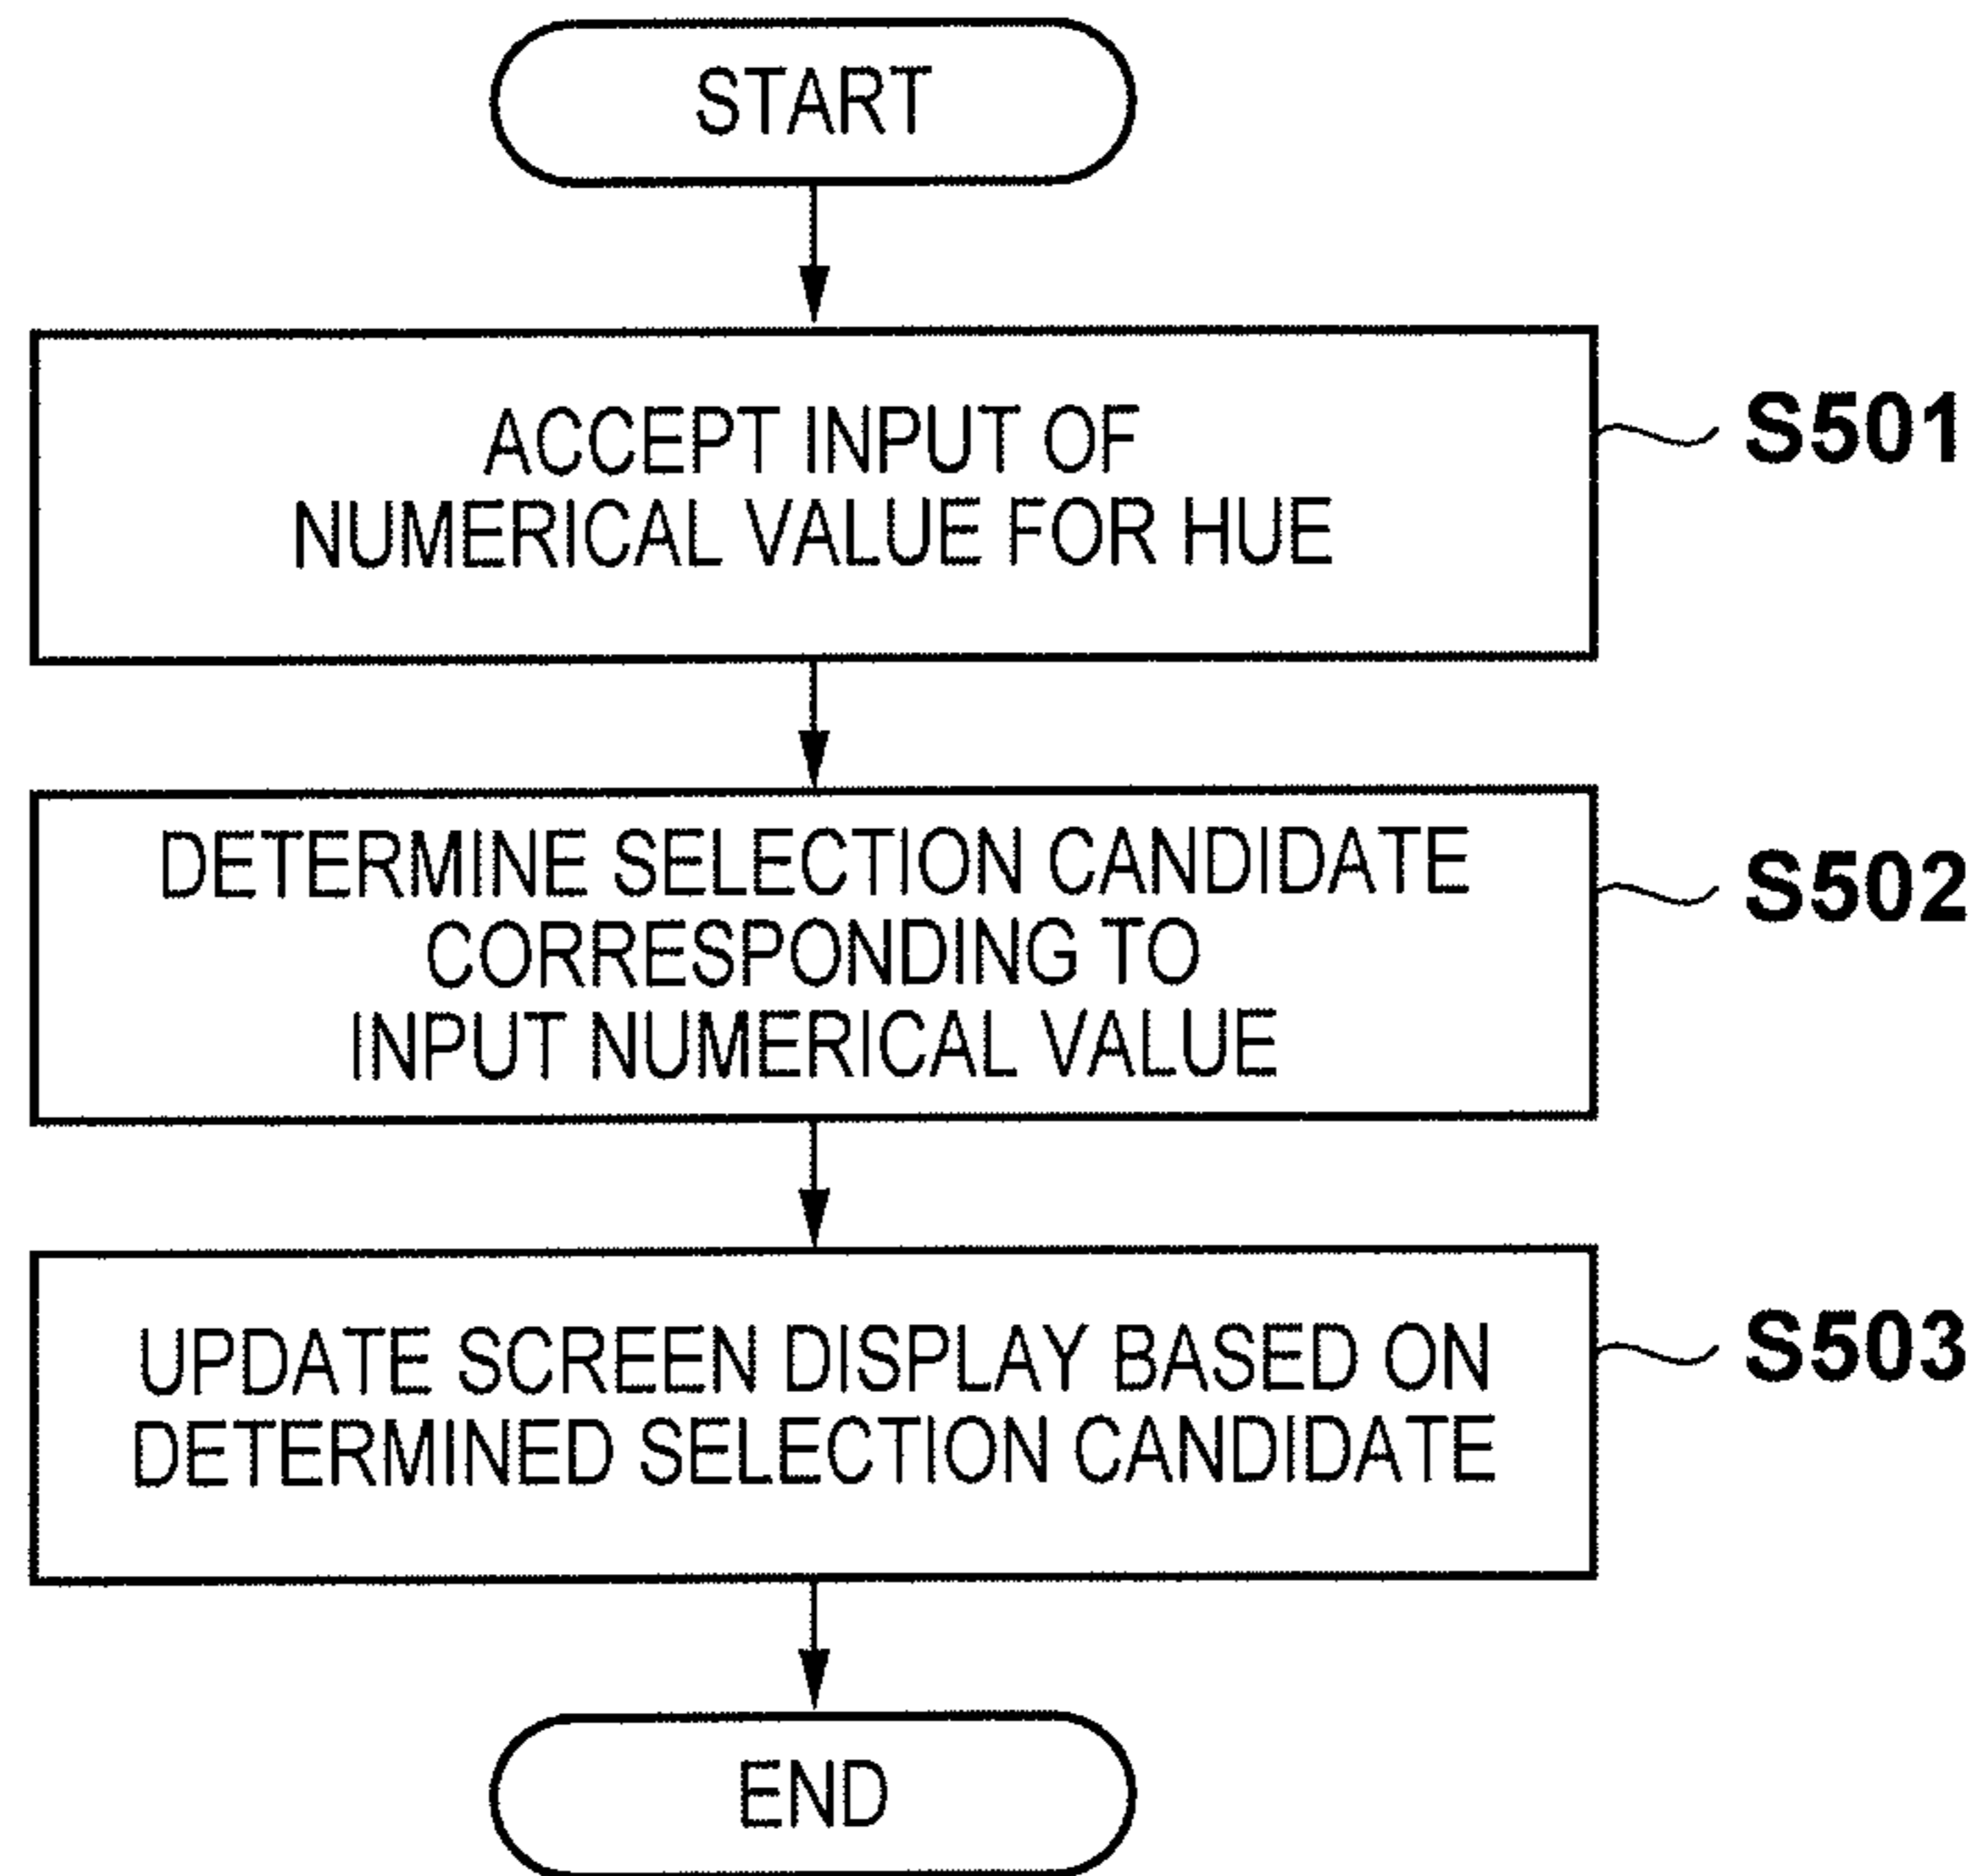 START
ACCEPT INPUT OF
NUMERICAL VALUE FOR HUE
S501
DETERMINE SELECTION CANDIDATE
CORRESPONDING TO
INPUT NUMERICAL VALUE
S502
UPDATE SCREEN DISPLAY BASED ON
DETERMINED SELECTION CANDIDATE
S503
END